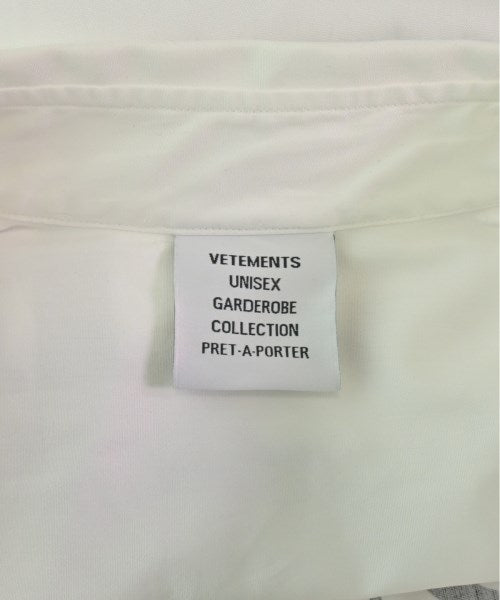 VETEMENTS
UNISEX
GARDEROBE
COLLECTION
PRET-A-PORTER